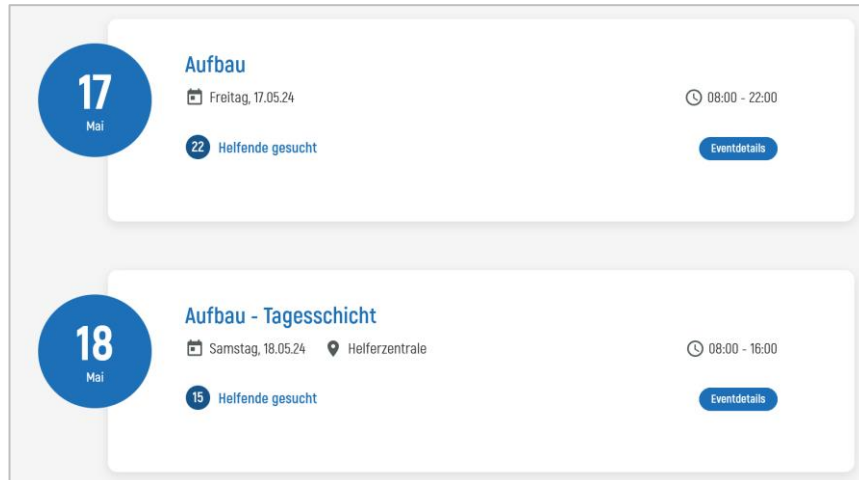 17
Mai
Aufbau
Freitag, 17.05.24
08:00 - 22:00
22 Helfende gesucht
Eventdetails
18
Mai
Aufbau - Tagesschicht
Samstag, 18.05.24 Helferzentrale
08:00 - 16:00
15 Helfende gesucht
Eventdetails